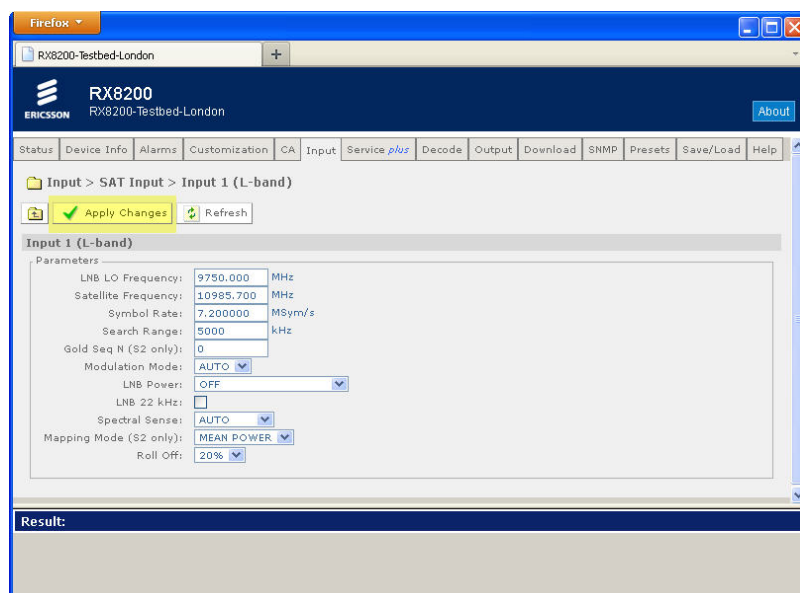 Firefox
RX8200-Testbed-London
+
ERICSSON
RX8200
RX8200-Testbed-London
About
Status Device Info Alarms Customization CA Input Service plus Decode Output Download SNMP Presets Save/Load Help
Input > SAT Input > Input 1 (L-band)
Apply Changes Refresh
Input 1 (L-band)
Parameters
LNB LO Frequency: 9750.000 MHz
Satellite Frequency: 10985.700 MHz
Symbol Rate: 7.200000 MSym/s
Search Range: 5000 kHz
Gold Seq N (S2 only): 0
Modulation Mode: AUTO
LNB Power: OFF
LNB 22 kHz:
Spectral Sense: AUTO
Mapping Mode (S2 only): MEAN POWER
Roll Off: 20%
Result: